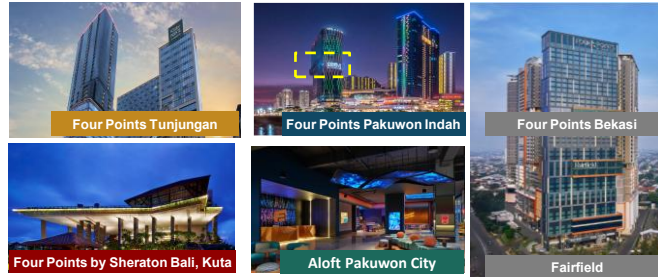 Four Points Tunjungan
Four Points Pakuwon Indah
Four Points Bekasi
Four Points by Sheraton Bali, Kuta
Aloft Pakuwon City
Fairfield